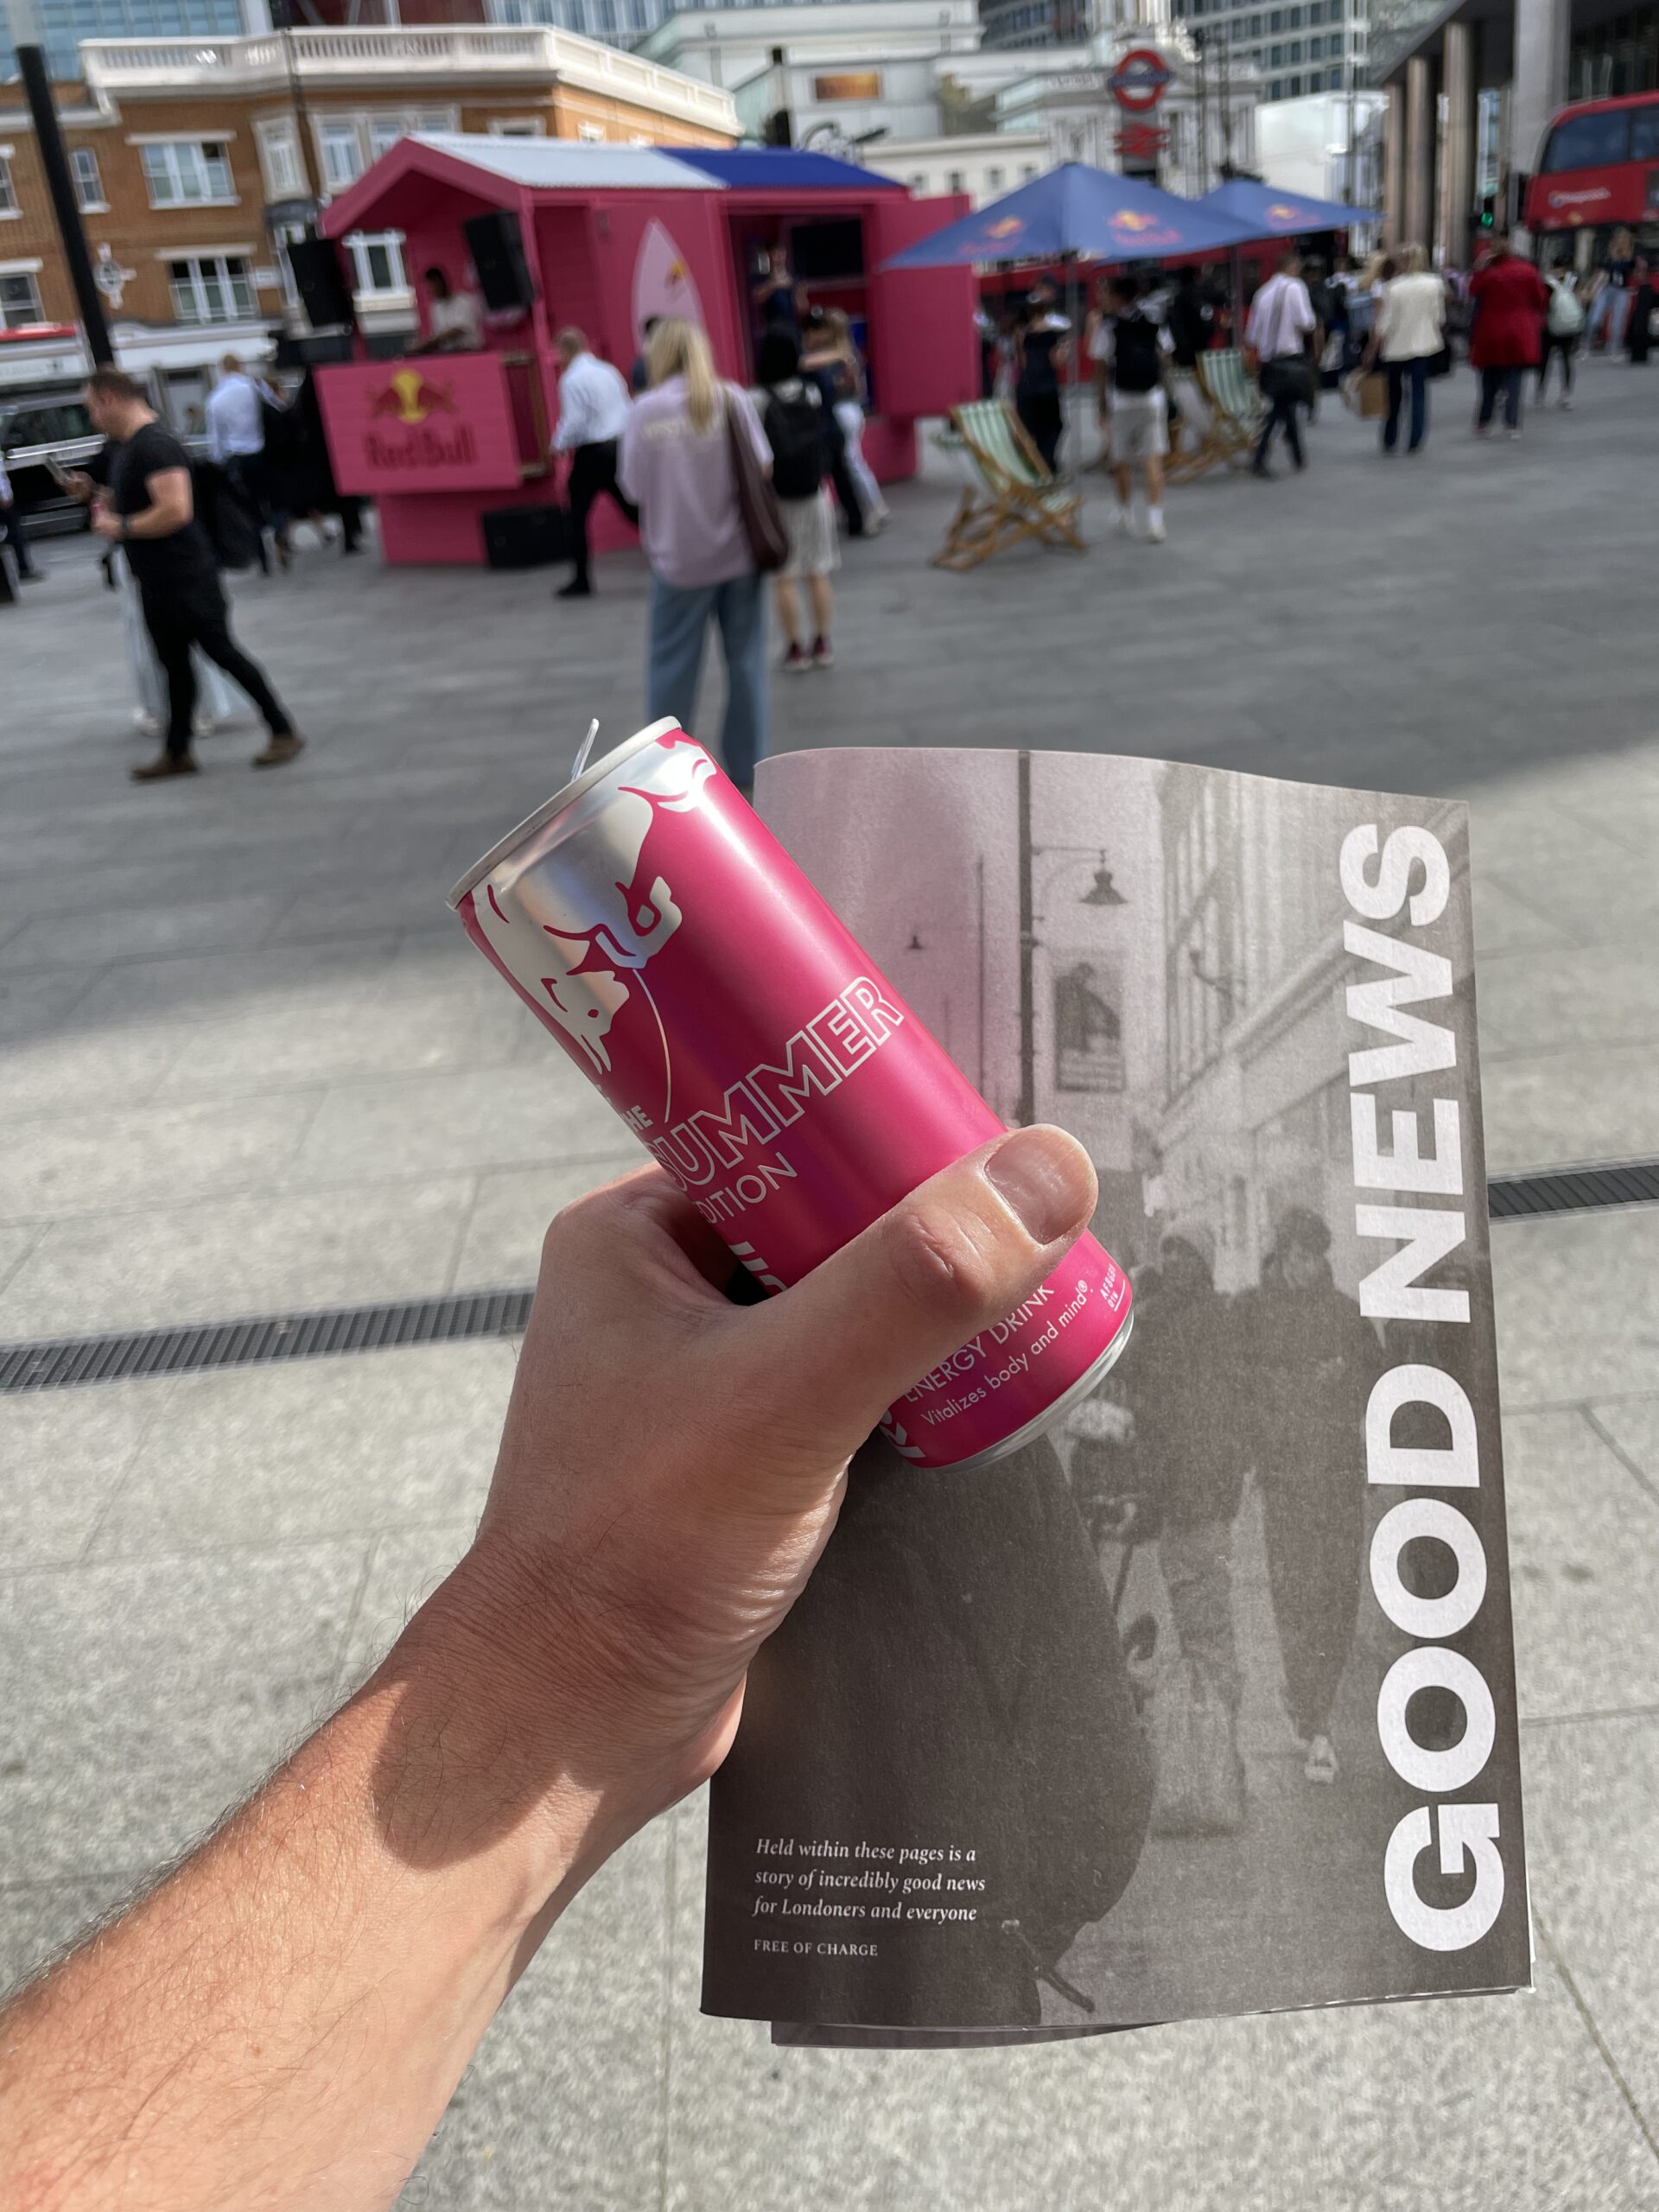 Red Bull
THE
SUMMER
EDITION
ENERGY DRINK
Vitalizes body and mind®.
GOOD NEWS
Held within these pages is a
story of incredibly good news
for Londoners and everyone
FREE OF CHARGE